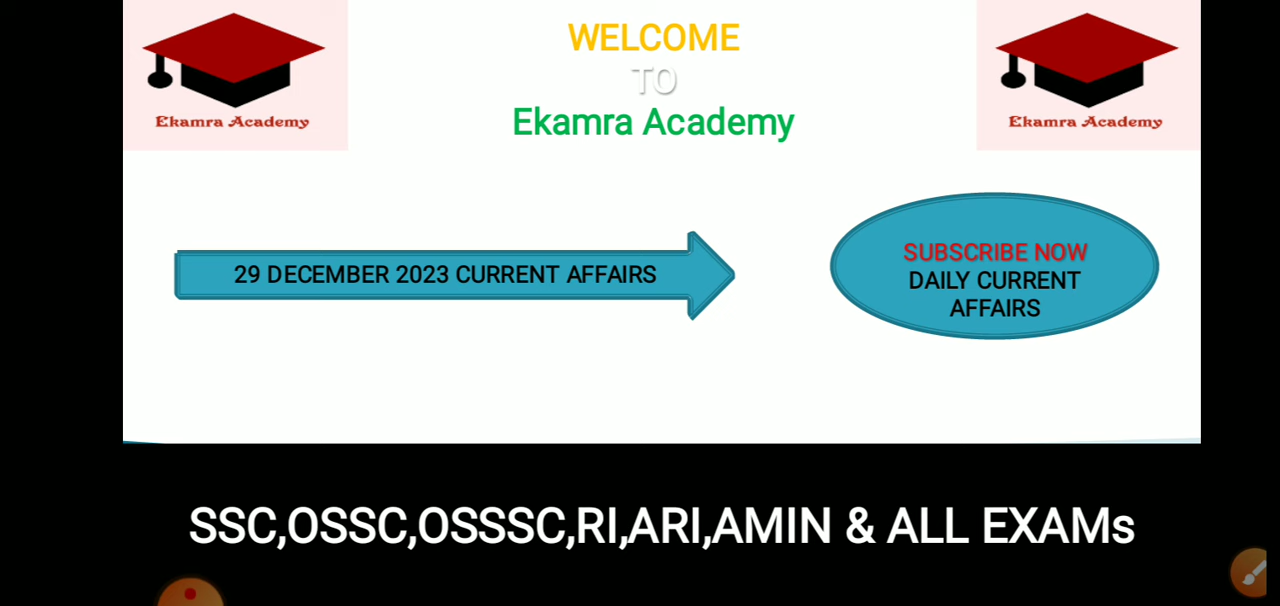 WELCOME
TO
Ekamra Academy
Ekamra Academy
Ekamra Academy
29 DECEMBER 2023 CURRENT AFFAIRS
SUBSCRIBE NOW
DAILY CURRENT
AFFAIRS
SSC,OSSC,OSSSC,RI,ARI,AMIN & ALL EXAMs